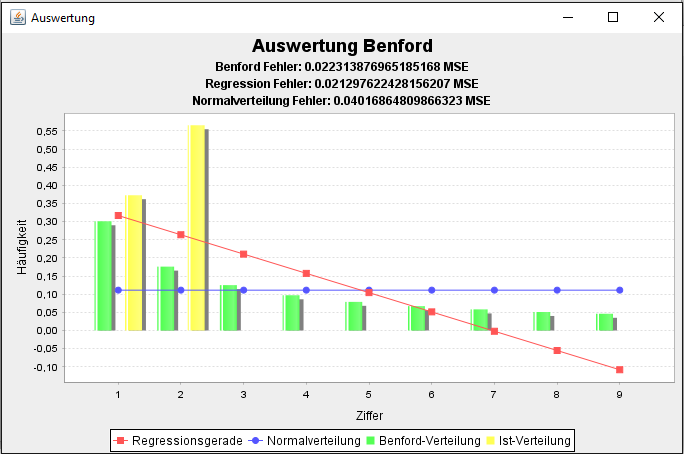 Auswertung
Auswertung Benford
Benford Fehler: 0.022313876965185168 MSE
Regression Fehler: 0.021297622428156207 MSE
Normalverteilung Fehler: 0.04016864809866323 MSE
Häufigkeit
0,55
0,50
0,45
0,40
0,35
0,30
0,25
0,20
0,15
0,10
0,05
0,00
-0,05
-0,10
1 2 3 4 5 6 7 8 9
Ziffer
Regressionsgerade Normalverteilung Benford-Verteilung Ist-Verteilung